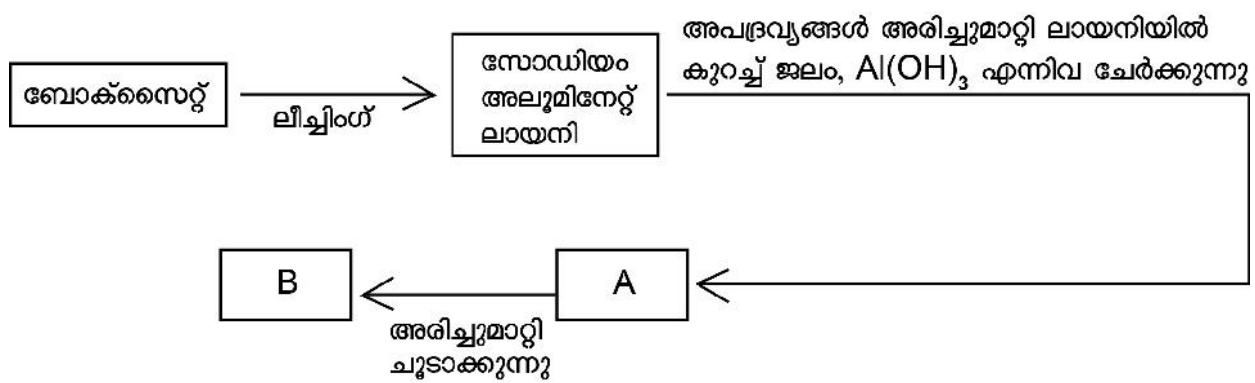 അപദ്രവ്യങ്ങൾ അരിച്ചുമാറ്റി ലായനിയിൽ
കുറച്ച് ജലം, Al(OH)₃ എന്നിവ ചേർക്കുന്നു
ബോക്സൈറ്റ്
ലീച്ചിംഗ്
സോഡിയം
അലൂമിനേറ്റ്
ലായനി
B
A
അരിച്ചുമാറ്റി
ചൂടാക്കുന്നു